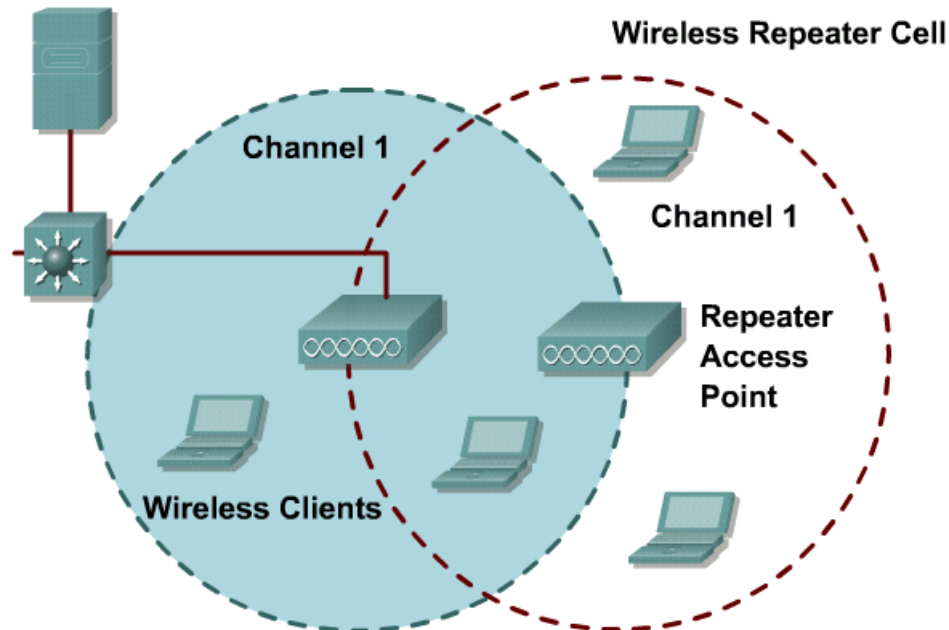 Wireless Repeater Cell
Channel 1
Channel 1
Repeater
Access
Point
Wireless Clients